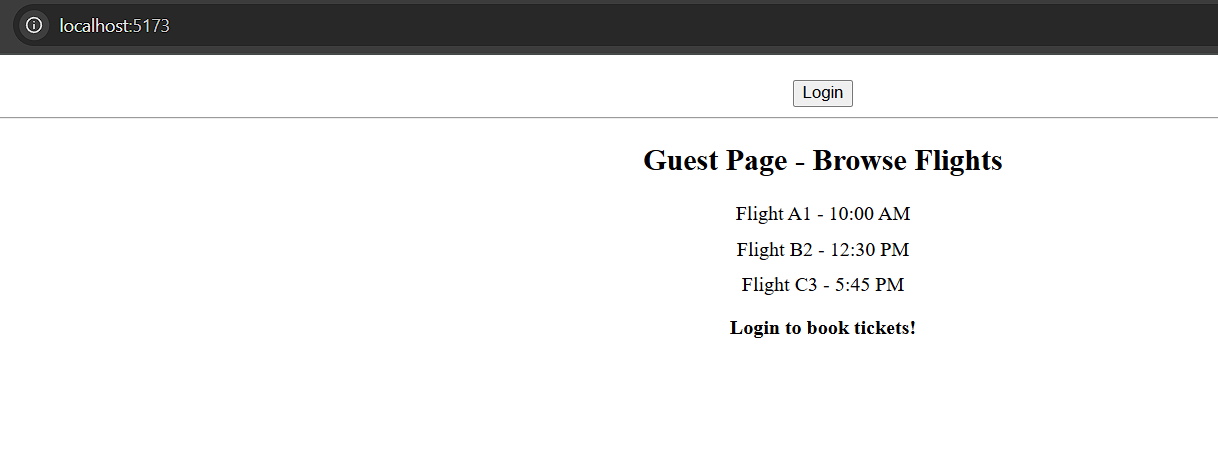 localhost:5173
Login
Guest Page - Browse Flights
Flight A1 - 10:00 AM
Flight B2 - 12:30 PM
Flight C3 - 5:45 PM
Login to book tickets!